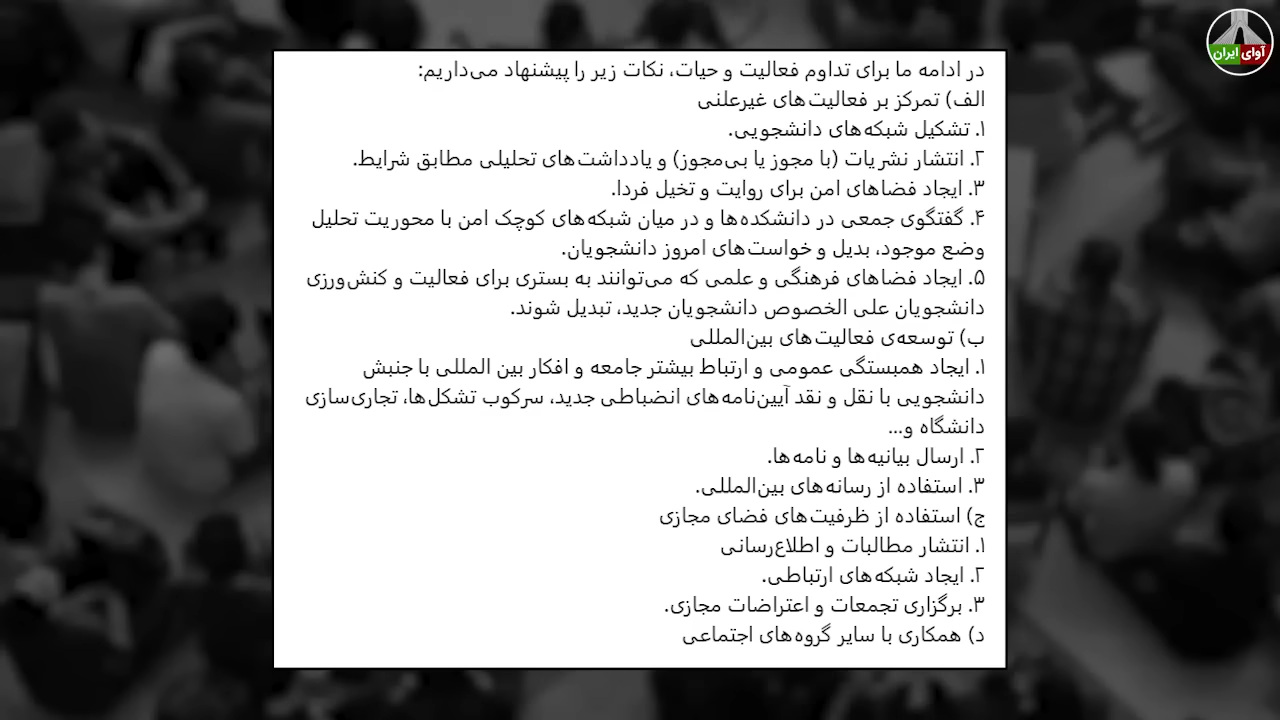 آوای ایران
در ادامه ما برای تداوم فعالیت و حیات، نکات زیر را پیشنهاد می‌داریم:
الف) تمرکز بر فعالیت‌های غیرعلنی
۱. تشکیل شبکه‌های دانشجویی.
۲. انتشار نشریات (با مجوز یا بی‌مجوز) و یادداشت‌های تحلیلی مطابق شرایط.
۳. ایجاد فضاهای امن برای روایت و تخیل فردا.
۴. گفتگوی جمعی در دانشکده‌ها و در میان شبکه‌های کوچک امن با محوریت تحلیل
وضع موجود، بدیل و خواست‌های امروز دانشجویان.
۵. ایجاد فضاهای فرهنگی و علمی که می‌توانند به بستری برای فعالیت و کنش‌ورزی
دانشجویان علی الخصوص دانشجویان جدید، تبدیل شوند.
ب) توسعه‌ی فعالیت‌های بین‌المللی
۱. ایجاد همبستگی عمومی و ارتباط بیشتر جامعه و افکار بین المللی با جنبش
دانشجویی با نقل و نقد آیین‌نامه‌های انضباطی جدید، سرکوب تشکل‌ها، تجاری‌سازی
دانشگاه و...
۲. ارسال بیانیه‌ها و نامه‌ها.
۳. استفاده از رسانه‌های بین‌المللی.
ج) استفاده از ظرفیت‌های فضای مجازی
۱. انتشار مطالبات و اطلاع‌رسانی
۲. ایجاد شبکه‌های ارتباطی.
۳. برگزاری تجمعات و اعتراضات مجازی.
د) همکاری با سایر گروه‌های اجتماعی